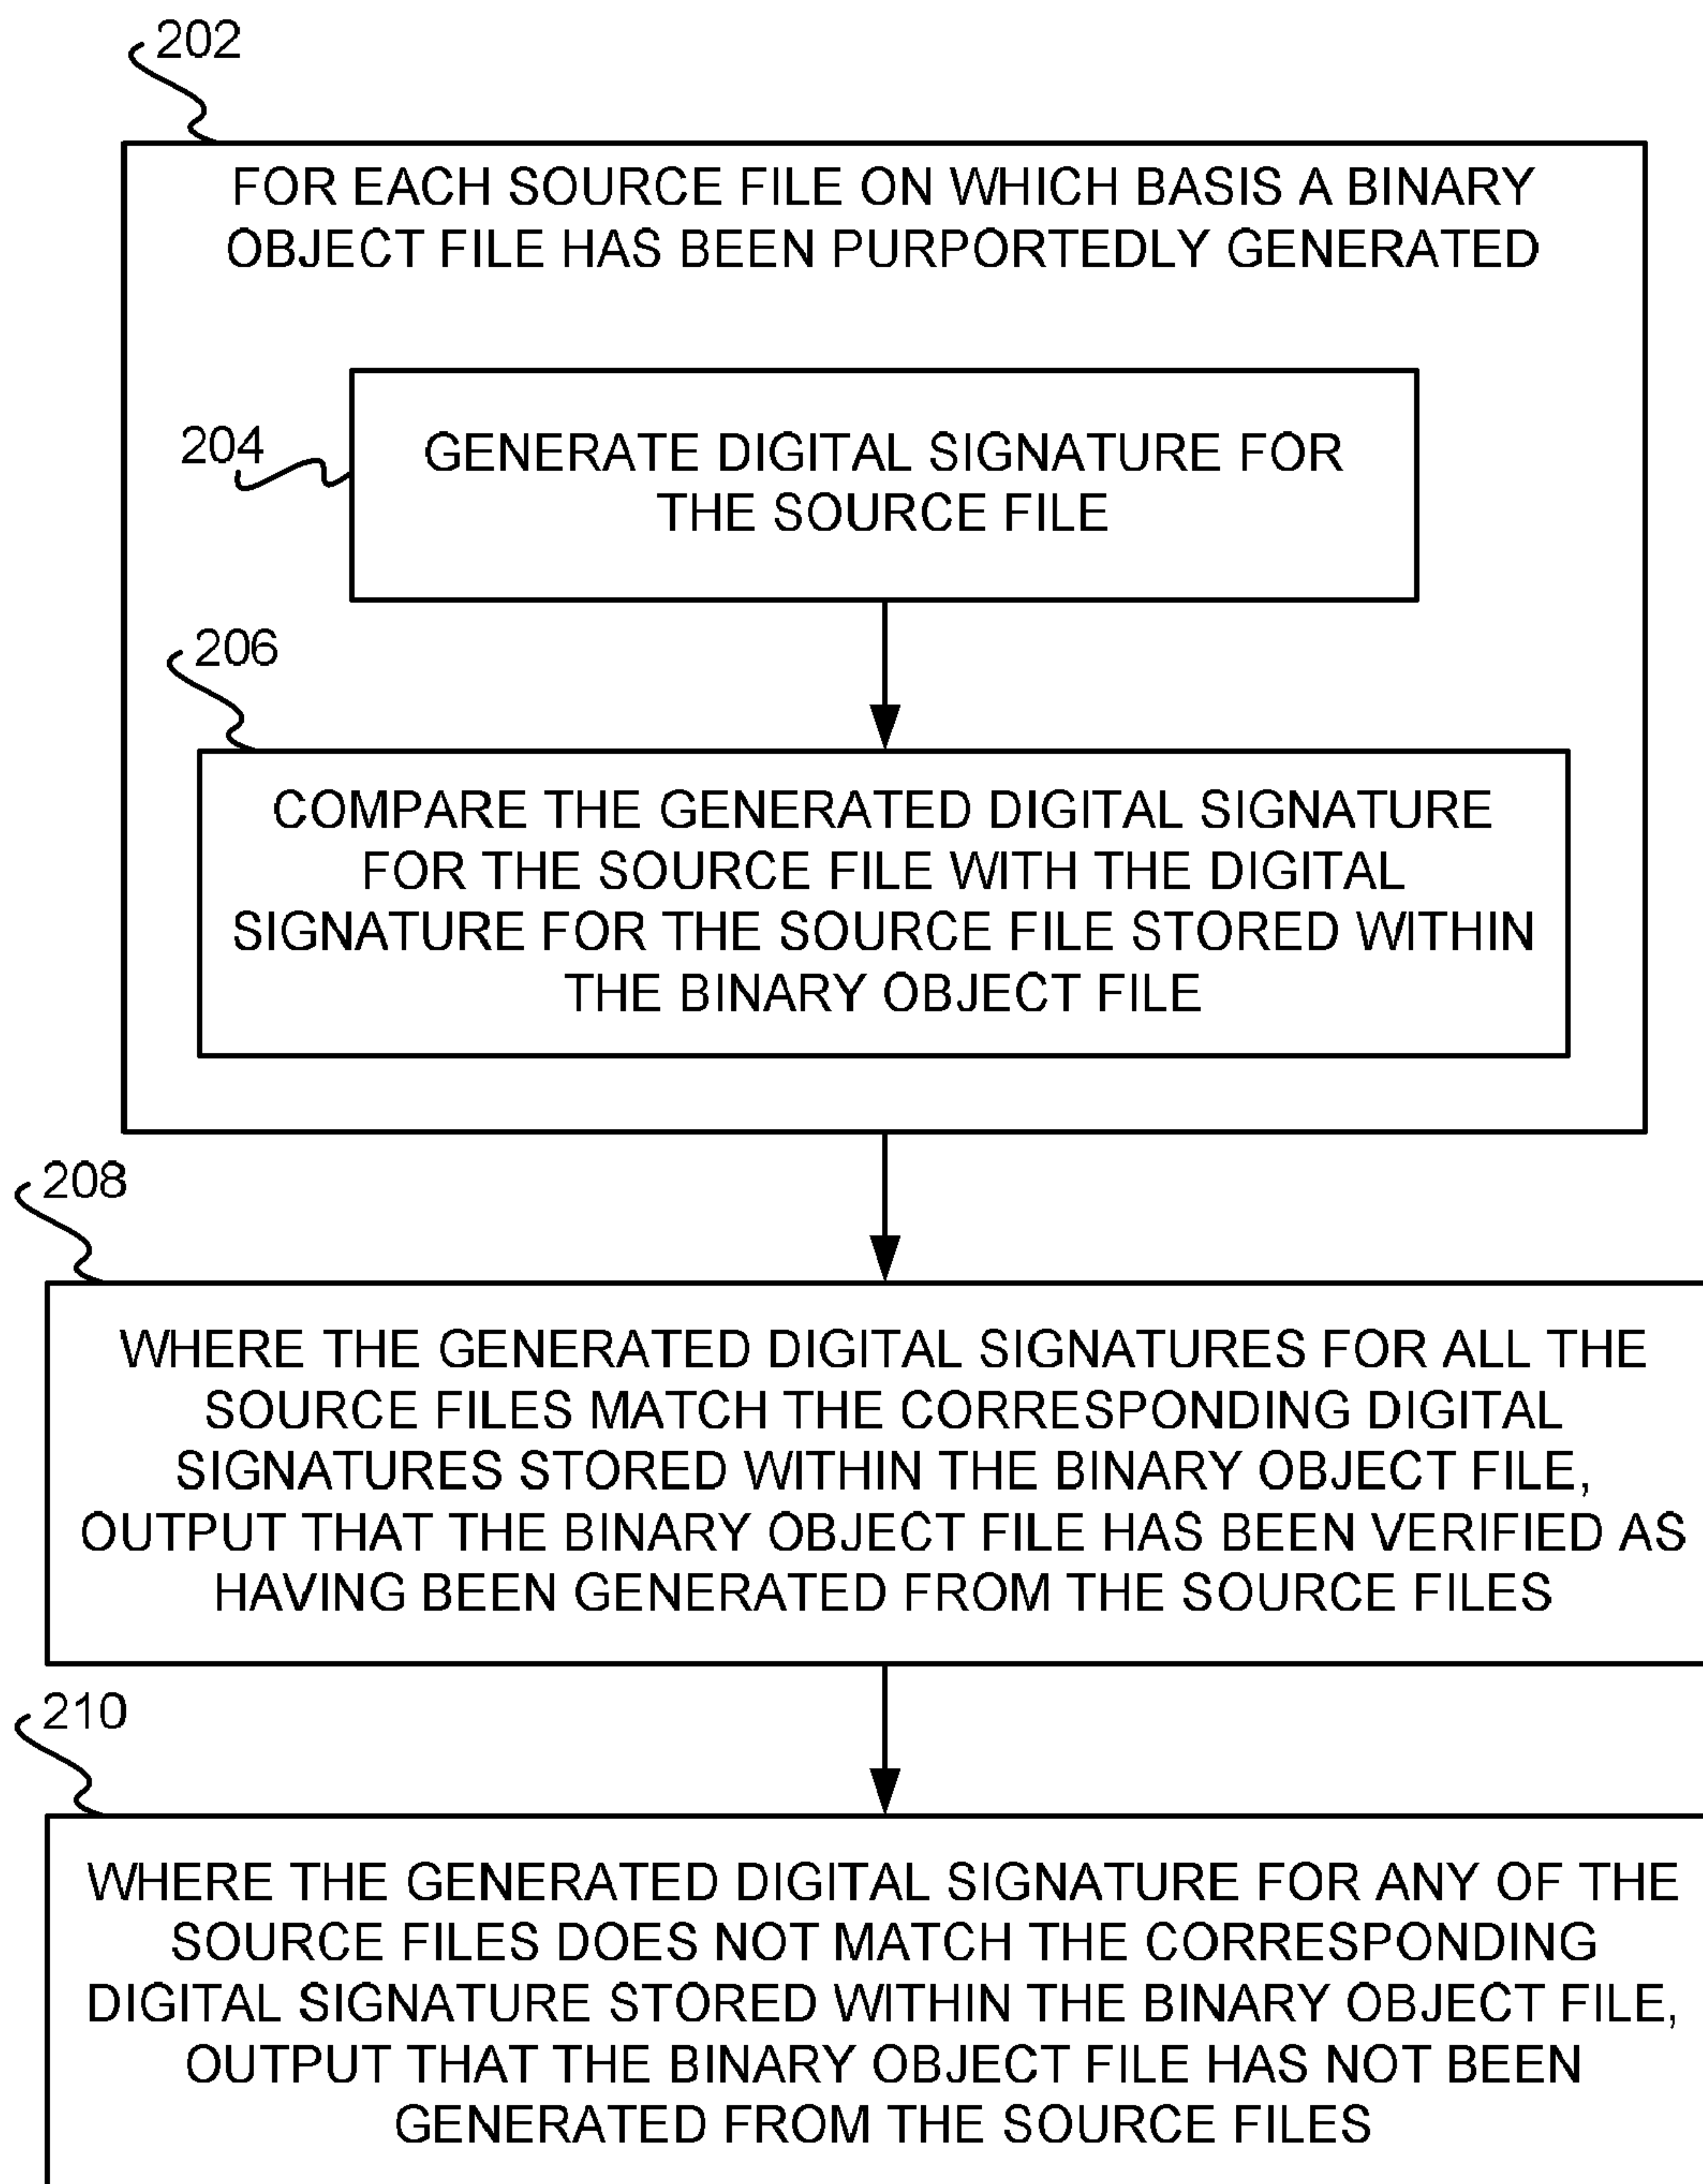 202
FOR EACH SOURCE FILE ON WHICH BASIS A BINARY
OBJECT FILE HAS BEEN PURPORTEDLY GENERATED
204
GENERATE DIGITAL SIGNATURE FOR
THE SOURCE FILE
206
COMPARE THE GENERATED DIGITAL SIGNATURE
FOR THE SOURCE FILE WITH THE DIGITAL
SIGNATURE FOR THE SOURCE FILE STORED WITHIN
THE BINARY OBJECT FILE
208
WHERE THE GENERATED DIGITAL SIGNATURES FOR ALL THE
SOURCE FILES MATCH THE CORRESPONDING DIGITAL
SIGNATURES STORED WITHIN THE BINARY OBJECT FILE,
OUTPUT THAT THE BINARY OBJECT FILE HAS BEEN VERIFIED AS
HAVING BEEN GENERATED FROM THE SOURCE FILES
210
WHERE THE GENERATED DIGITAL SIGNATURE FOR ANY OF THE
SOURCE FILES DOES NOT MATCH THE CORRESPONDING
DIGITAL SIGNATURE STORED WITHIN THE BINARY OBJECT FILE,
OUTPUT THAT THE BINARY OBJECT FILE HAS NOT BEEN
GENERATED FROM THE SOURCE FILES